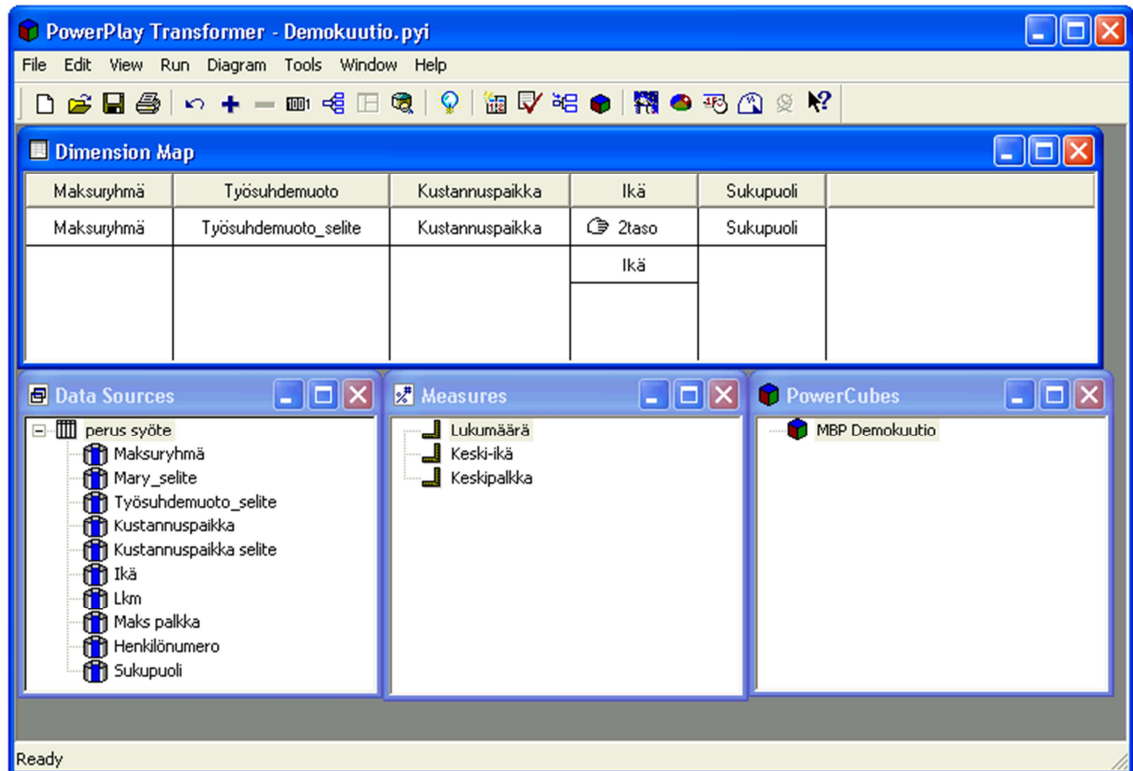 PowerPlay Transformer - Demokuutio.pyi
File Edit View Run Diagram Tools Window Help
Dimension Map
Maksuryhmä Työsuhdemuoto Kustannuspaikka Ikä Sukupuoli
Maksuryhmä Työsuhdemuoto_selite Kustannuspaikka 2taso Sukupuoli
Ikä
Data Sources
perus syöte
Maksuryhmä
Mary_selite
Työsuhdemuoto_selite
Kustannuspaikka
Kustannuspaikka selite
Ikä
Lkm
Maks palkka
Henkilönumero
Sukupuoli
Measures
Lukumäärä
Keski-ikä
Keskipalkka
PowerCubes
MBP Demokuutio
Ready